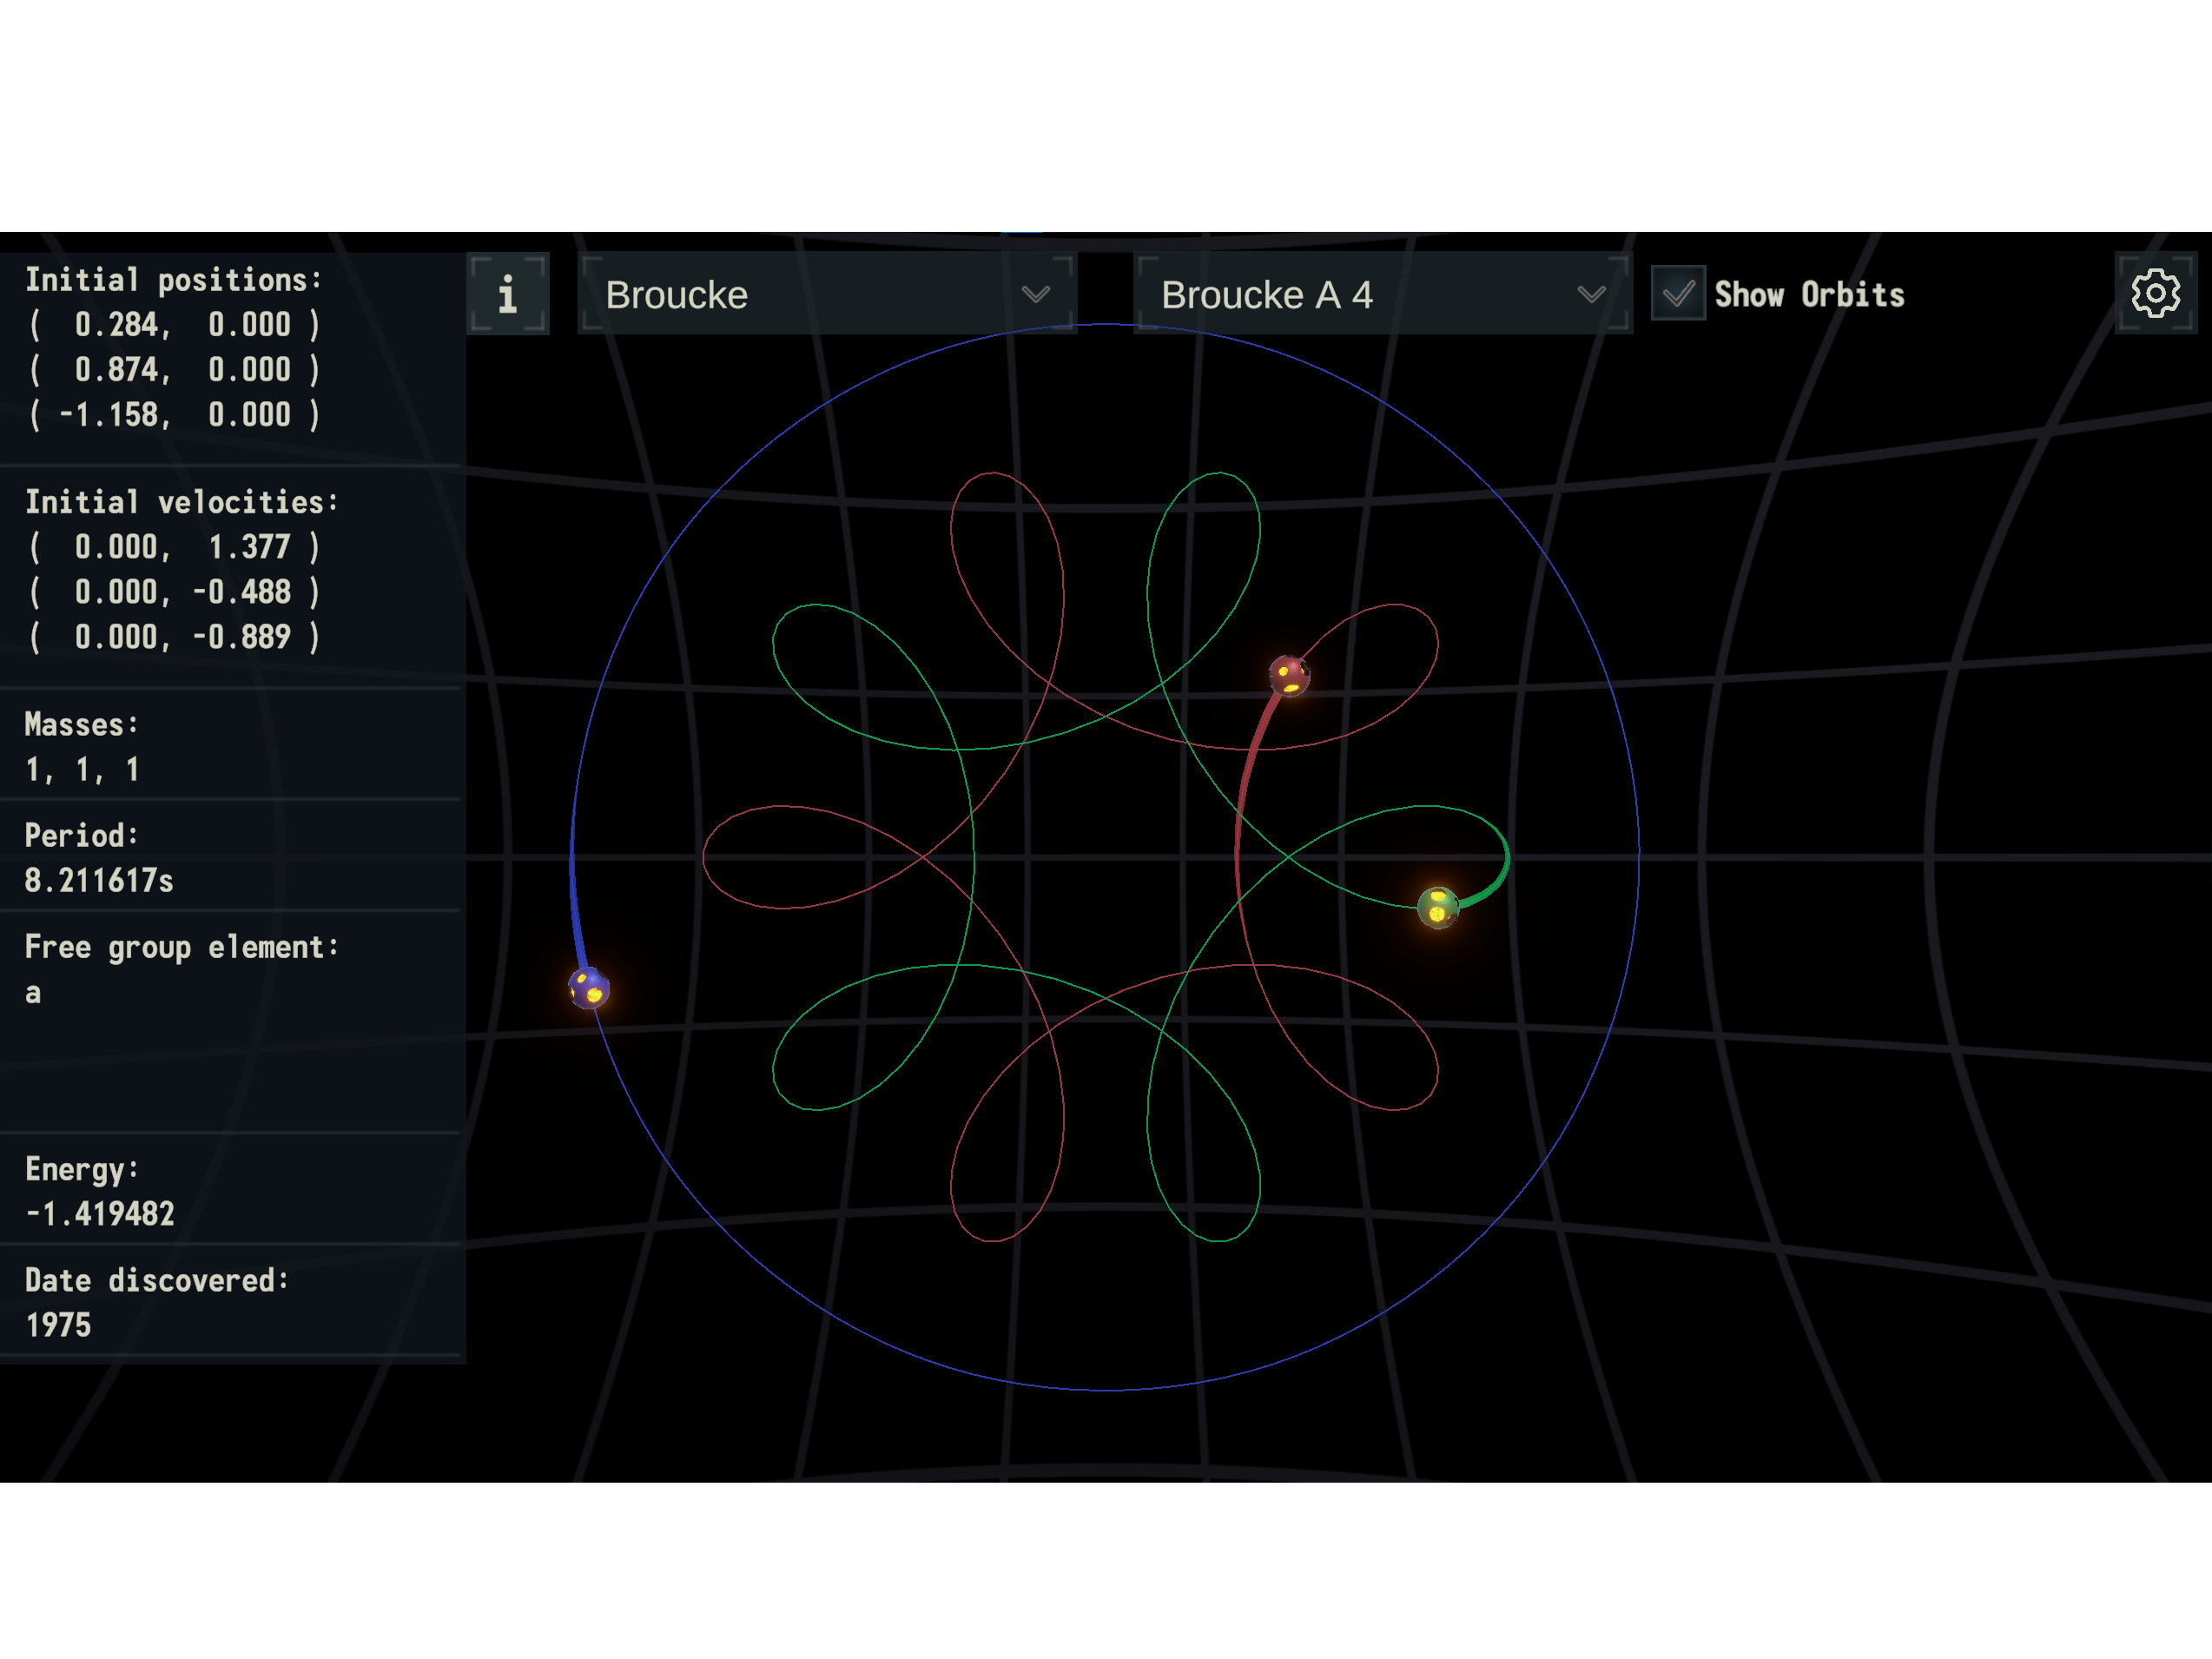 Initial positions:
(  0.284,  0.000 )
(  0.874,  0.000 )
( -1.158,  0.000 )
Initial velocities:
(  0.000,  1.377 )
(  0.000, -0.488 )
(  0.000, -0.889 )
Masses:
1, 1, 1
Period:
8.211617s
Free group element:
a
Energy:
-1.419482
Date discovered:
1975
i
Broucke
Broucke A 4
Show Orbits